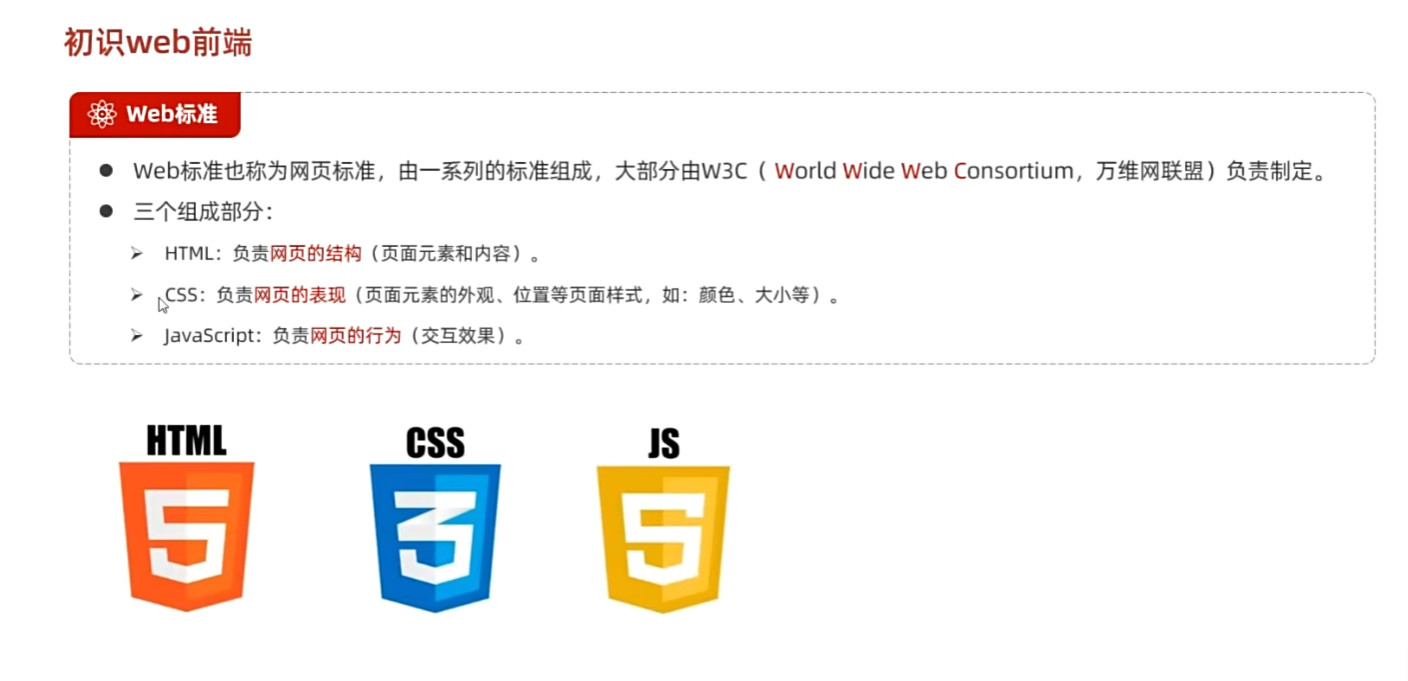 初识web前端
Web标准
Web标准也称为网页标准，由一系列的标准组成，大部分由W3C（ World Wide Web Consortium，万维网联盟）负责制定。
三个组成部分：
HTML：负责网页的结构（页面元素和内容）。
CSS：负责网页的表现（页面元素的外观、位置等页面样式，如：颜色、大小等）。
JavaScript：负责网页的行为（交互效果）。
HTML CSS JS
5 3 5